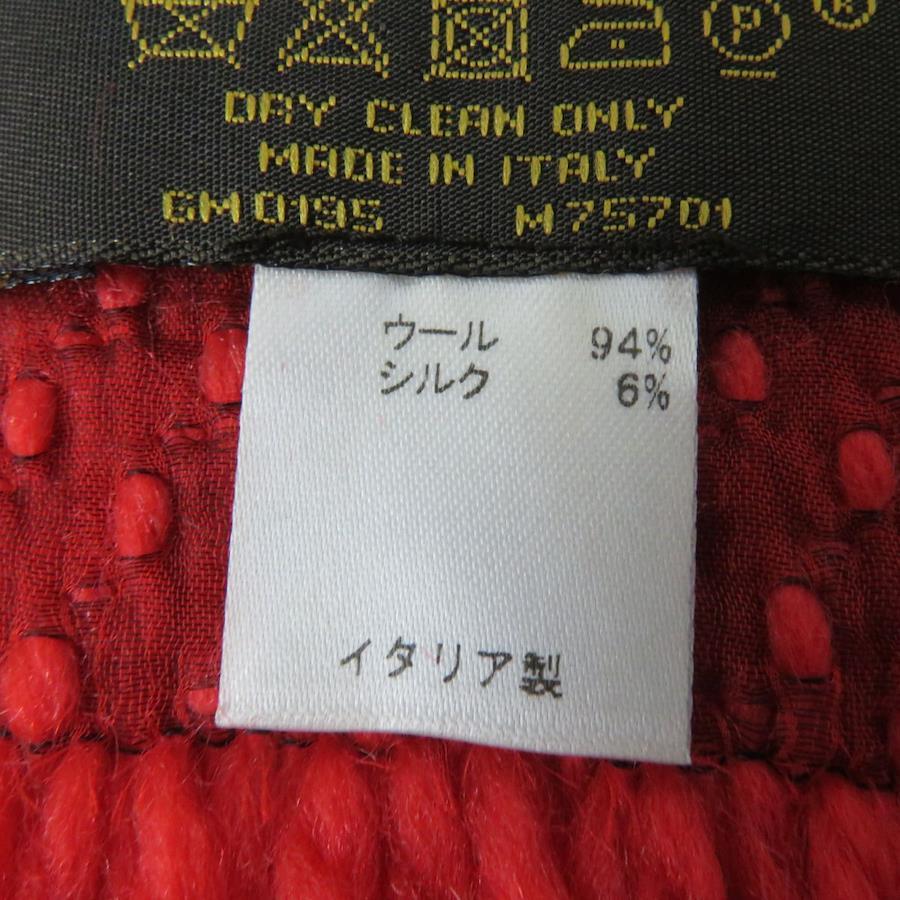 P
DRY CLEAN ONLY
MADE IN ITALY
GM0195 M75701
ウール 94%
シルク 6%
イタリア製